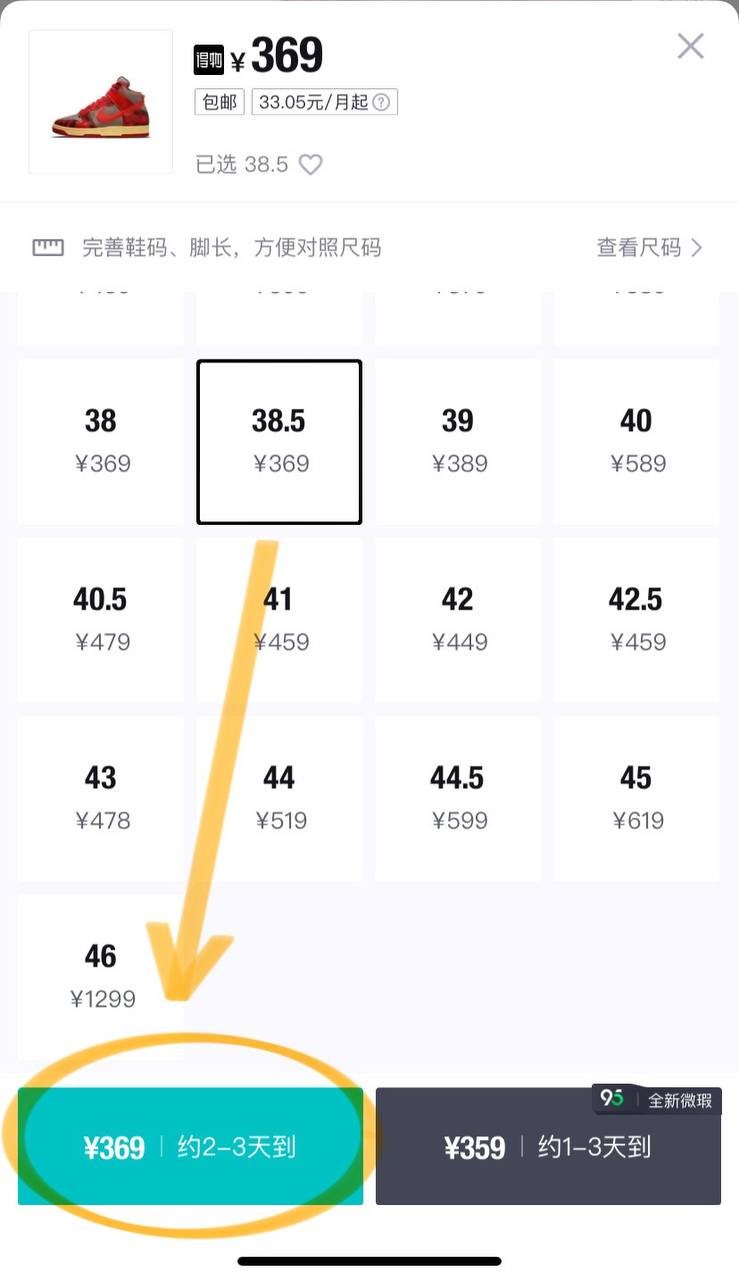 得物 ¥369
包邮 33.05元/月起 ?
已选 38.5
完善鞋码、脚长，方便对照尺码 查看尺码
38 38.5 39 40
¥369 ¥369 ¥389 ¥589
40.5 41 42 42.5
¥479 ¥459 ¥449 ¥459
43 44 44.5 45
¥478 ¥519 ¥599 ¥619
46
¥1299
95 全新微瑕
¥369 约2-3天到 ¥359 约1-3天到